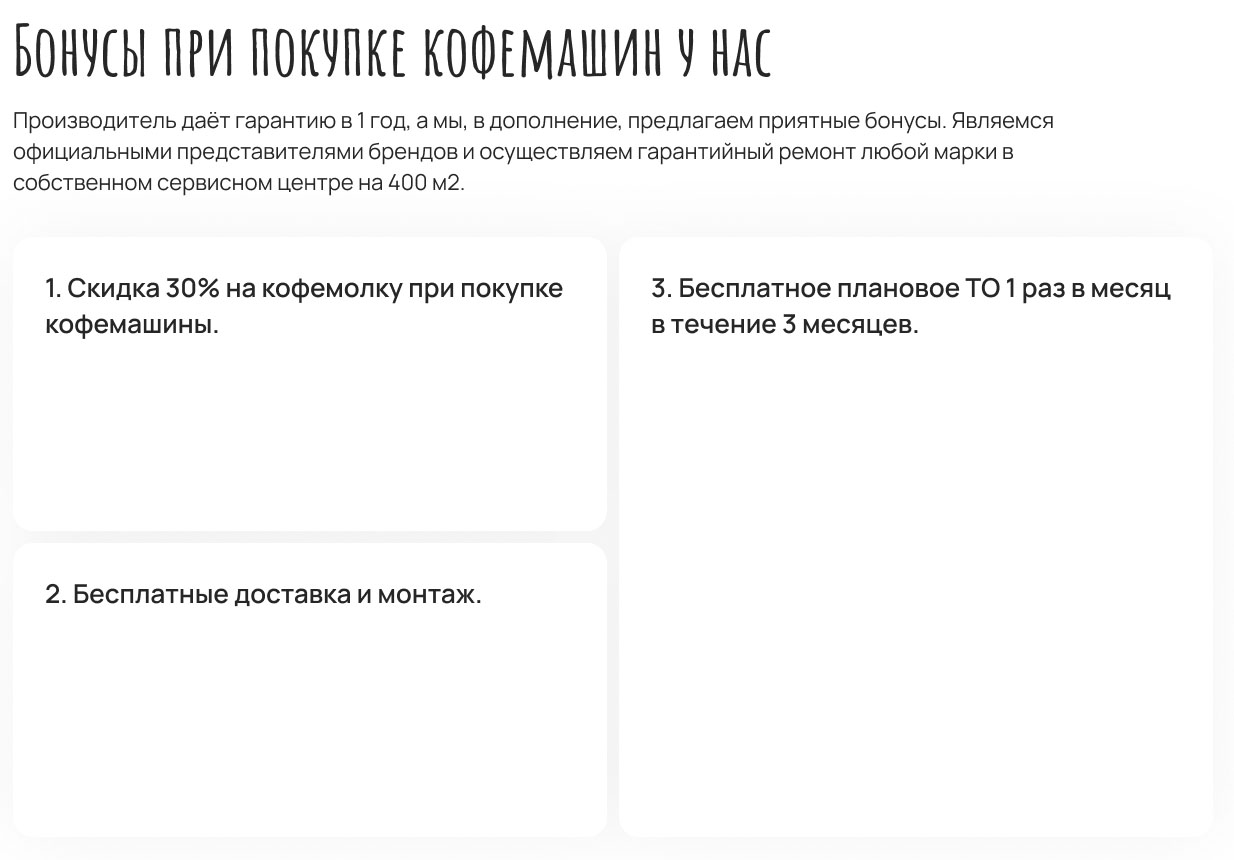 Бонусы при покупке кофемашин у нас
Производитель даёт гарантию в 1 год, а мы, в дополнение, предлагаем приятные бонусы. Являемся
официальными представителями брендов и осуществляем гарантийный ремонт любой марки в
собственном сервисном центре на 400 м2.
1. Скидка 30% на кофемолку при покупке
кофемашины.
2. Бесплатные доставка и монтаж.
3. Бесплатное плановое ТО 1 раз в месяц
в течение 3 месяцев.